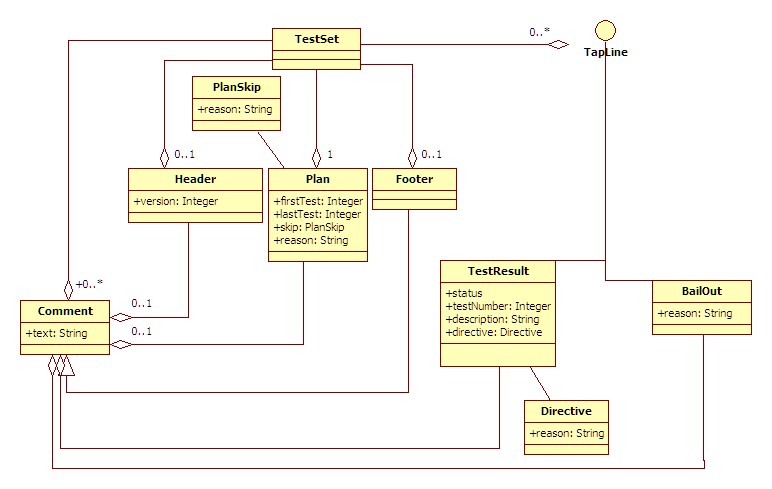 TestSet
0..*
TapLine
PlanSkip
+reason: String
0..1
1
0..1
Header
+version: Integer
Plan
+firstTest: Integer
+lastTest: Integer
+skip: PlanSkip
+reason: String
Footer
+0..*
Comment
+text: String
0..1
0..1
TestResult
+status
+testNumber: Integer
+description: String
+directive: Directive
BailOut
+reason: String
Directive
+reason: String